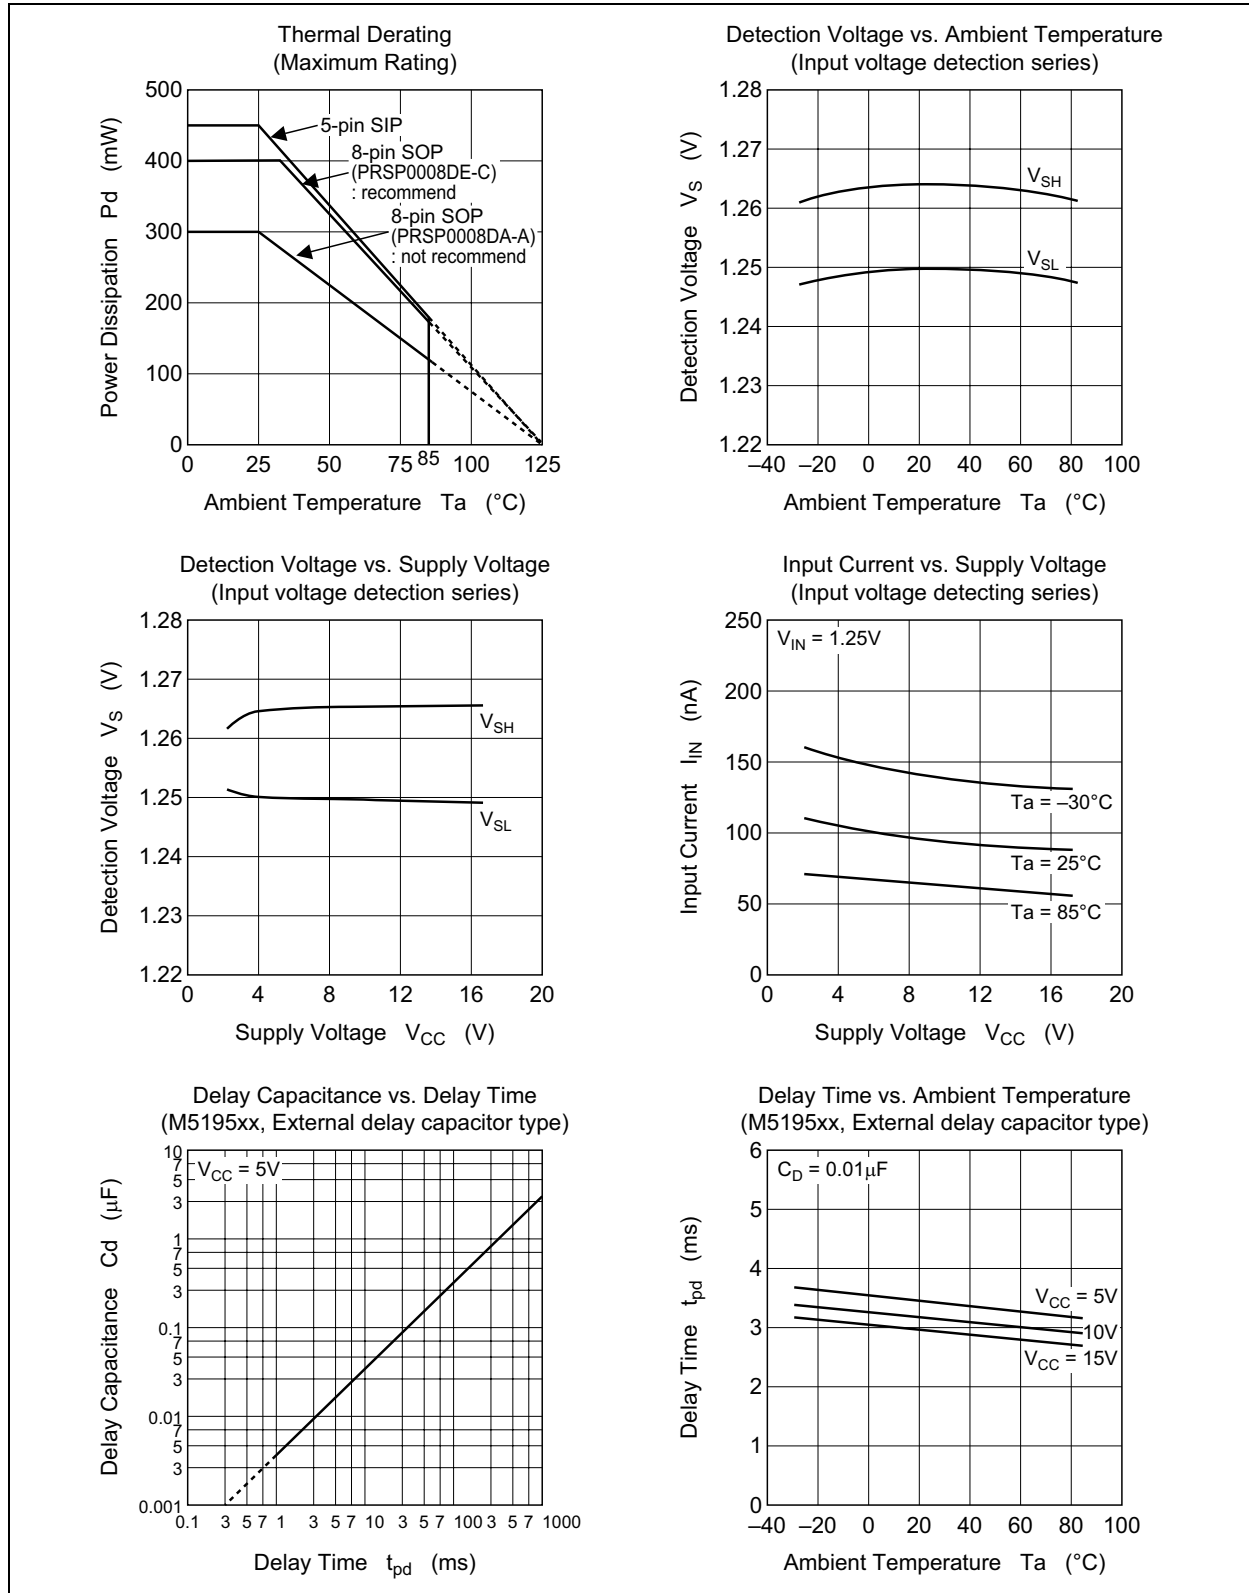 Thermal Derating
(Maximum Rating)
500
400
300
200
100
0
Power Dissipation Pd (mW)
5-pin SIP
8-pin SOP
(PRSP0008DE-C)
: recommend
8-pin SOP
(PRSP0008DA-A)
: not recommend
0 25 50 75 85 100 125
Ambient Temperature Ta (°C)
Detection Voltage vs. Ambient Temperature
(Input voltage detection series)
1.28
1.27
1.26
1.25
1.24
1.23
1.22
Detection Voltage VS (V)
VSH
VSL
–40 –20 0 20 40 60 80 100
Ambient Temperature Ta (°C)
Detection Voltage vs. Supply Voltage
(Input voltage detection series)
1.28
1.27
1.26
1.25
1.24
1.23
1.22
Detection Voltage VS (V)
VSH
VSL
0 4 8 12 16 20
Supply Voltage VCC (V)
Input Current vs. Supply Voltage
(Input voltage detecting series)
250
200
150
100
50
0
Input Current IIN (nA)
VIN = 1.25V
Ta = –30°C
Ta = 25°C
Ta = 85°C
0 4 8 12 16 20
Supply Voltage VCC (V)
Delay Capacitance vs. Delay Time
(M5195xx, External delay capacitor type)
10
7
5
3
1
7
5
3
0.1
7
5
3
0.01
7
5
3
0.001
Delay Capacitance Cd (µF)
VCC = 5V
0.1 3 5 7 1 3 5 7 10 3 5 7 100 3 5 7 1000
Delay Time tpd (ms)
Delay Time vs. Ambient Temperature
(M5195xx, External delay capacitor type)
6
5
4
3
2
1
0
Delay Time tpd (ms)
CD = 0.01µF
VCC = 5V
10V
VCC = 15V
–40 –20 0 20 40 60 80 100
Ambient Temperature Ta (°C)